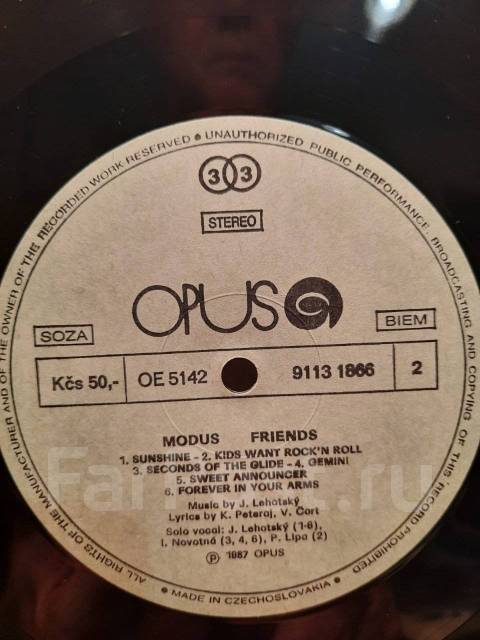 ALL RIGHTS OF THE MANUFACTURER AND OF THE OWNER OF THE RECORDED WORK RESERVED ● UNAUTHORIZED PUBLIC PERFORMANCE, BROADCASTING AND COPYING OF THIS RECORD PROHIBITED
33
STEREO
OPUS
SOZA
BIEM
Kčs 50,- OE 5142 9113 1866 2
MODUS FRIENDS
1. SUNSHINE - 2. KIDS WANT ROCK'N ROLL
3. SECONDS OF THE GLIDE - 4. GEMINI
5. SWEET ANNOUNCER
6. FOREVER IN YOUR ARMS
Music by J. Lehotský
Lyrics by K. Peteraj, V. Čort
Solo vocal: J. Lehotský (1-6),
I. Novotná (3, 4, 6), P. Lipa (2)
Ⓟ 1987 OPUS
● MADE IN CZECHOSLOVAKIA ●